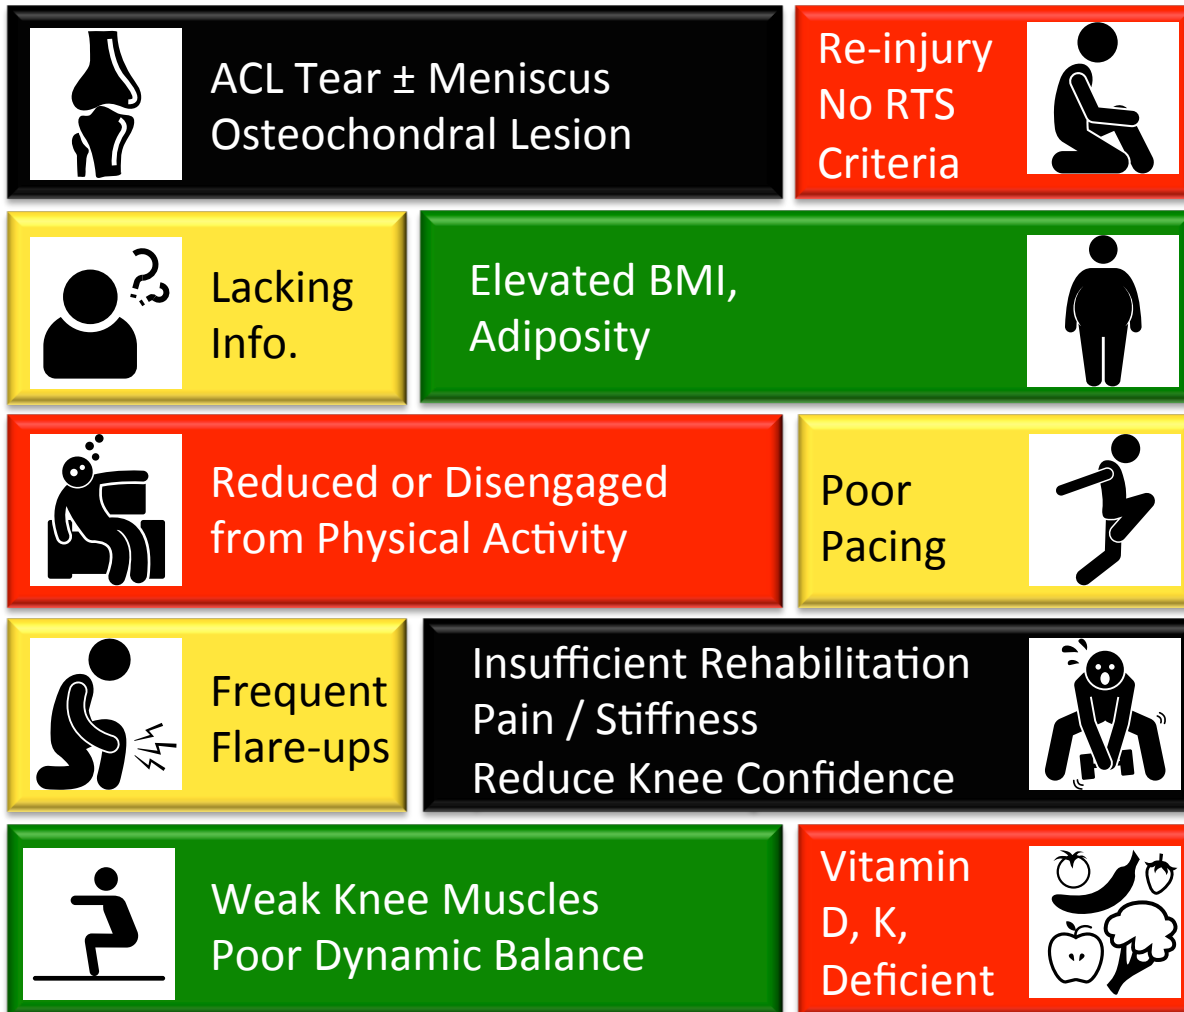 ACL Tear ± Meniscus
Osteochondral Lesion
Re-injury
No RTS
Criteria
Lacking
Info.
Elevated BMI,
Adiposity
Reduced or Disengaged
from Physical Activity
Poor
Pacing
Frequent
Flare-ups
Insufficient Rehabilitation
Pain / Stiffness
Reduce Knee Confidence
Weak Knee Muscles
Poor Dynamic Balance
Vitamin
D, K,
Deficient